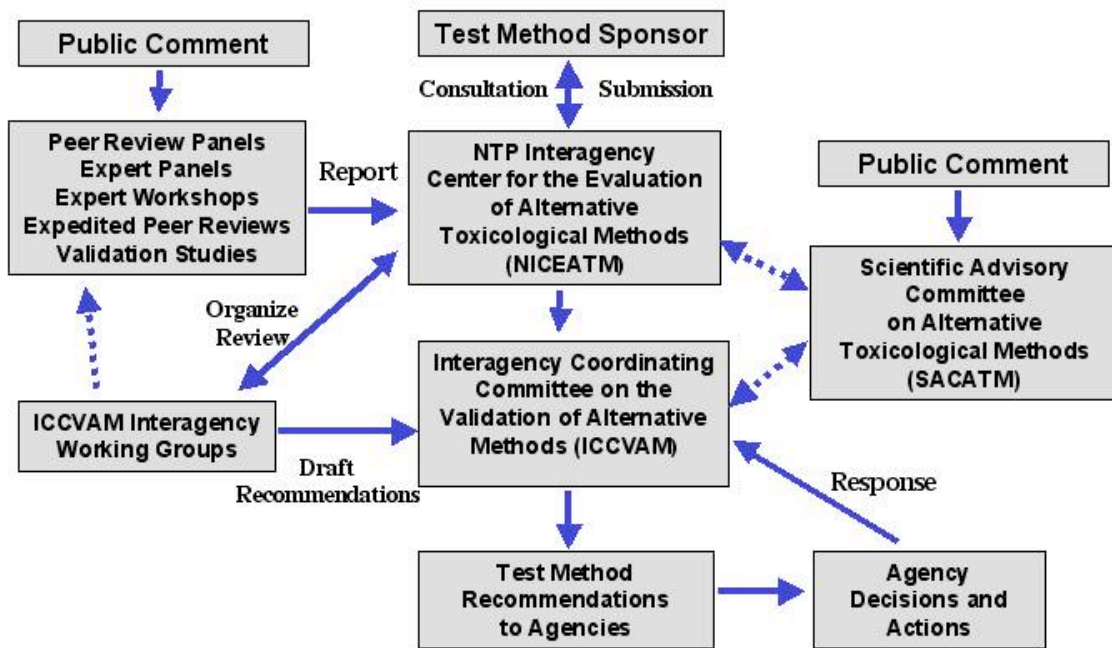 Public Comment
Test Method Sponsor
Consultation
Submission
Peer Review Panels
Expert Panels
Expert Workshops
Expedited Peer Reviews
Validation Studies
Report
NTP Interagency
Center for the Evaluation
of Alternative
Toxicological Methods
(NICEATM)
Public Comment
Scientific Advisory
Committee
on Alternative
Toxicological Methods
(SACATM)
Organize
Review
Interagency Coordinating
Committee on the
Validation of Alternative
Methods (ICCVAM)
ICCVAM Interagency
Working Groups
Draft
Recommendations
Response
Test Method
Recommendations
to Agencies
Agency
Decisions and
Actions